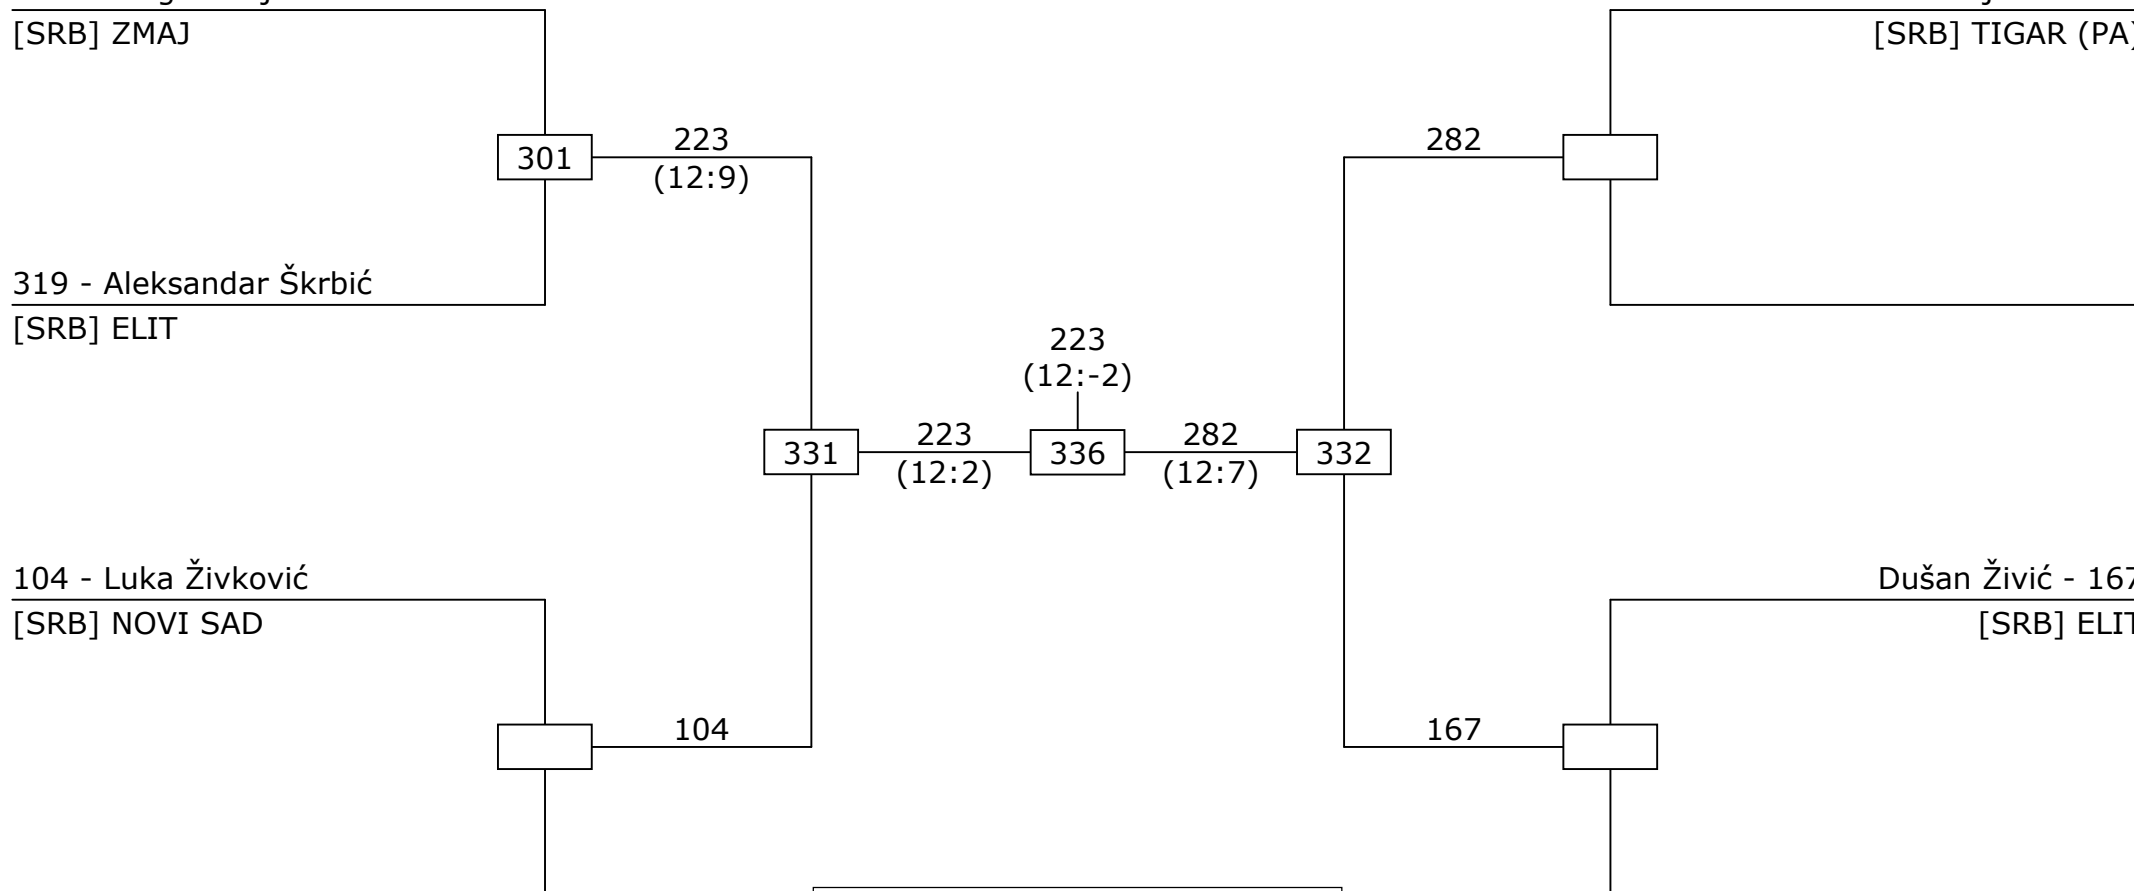 [SRB] ZMAJ
[SRB] TIGAR (PA)
223
282
301
(12:9)
319 - Aleksandar Škrbić
[SRB] ELIT
223
(12:-2)
223
282
331
336
332
(12:2)
(12:7)
104 - Luka Živković
Dušan Živić - 167
[SRB] NOVI SAD
[SRB] ELIT
104
167